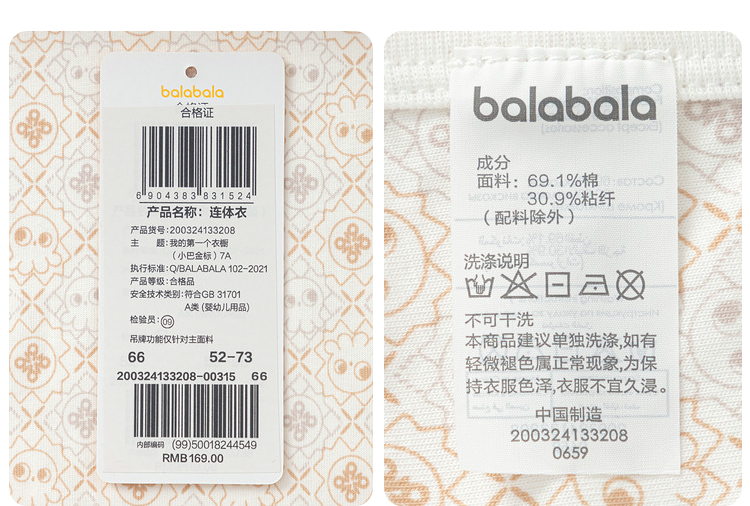 balabala
合格证
6 904383 831524
产品名称：连体衣
产品货号：200324133208
主 题：我的第一个衣橱
（小巴金标）7A
执行标准：Q/BALABALA 102-2021
产品等级：合格品
安全技术类别：符合GB 31701
A类 (婴幼儿用品)
检验员：09
吊牌功能仅针对主面料
66 52-73
200324133208-00315 66
内部编码 (99)50018244549
RMB169.00
balabala
成分
面料：69.1%棉
30.9%粘纤
（配料除外）
洗涤说明
不可干洗
本商品建议单独洗涤,如有
轻微褪色属正常现象,为保
持衣服色泽,衣服不宜久浸。
中国制造
200324133208
0659